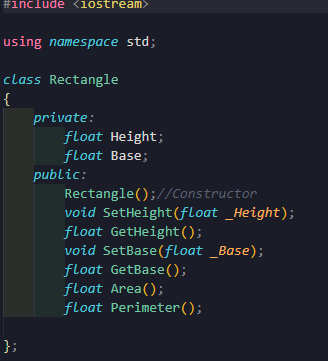 #include <iostream>
using namespace std;
class Rectangle
{
private:
float Height;
float Base;
public:
Rectangle();//Constructor
void SetHeight(float _Height);
float GetHeight();
void SetBase(float _Base);
float GetBase();
float Area();
float Perimeter();
};